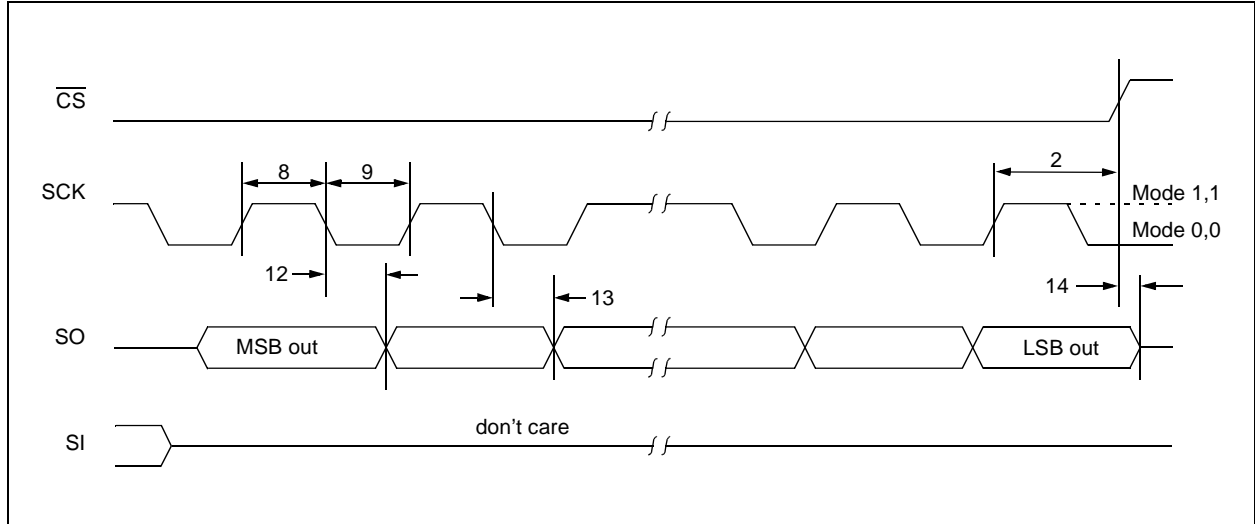 C̅S̅
8
9
2
SCK
Mode 1,1
Mode 0,0
12
13
14
SO
MSB out
LSB out
don't care
SI